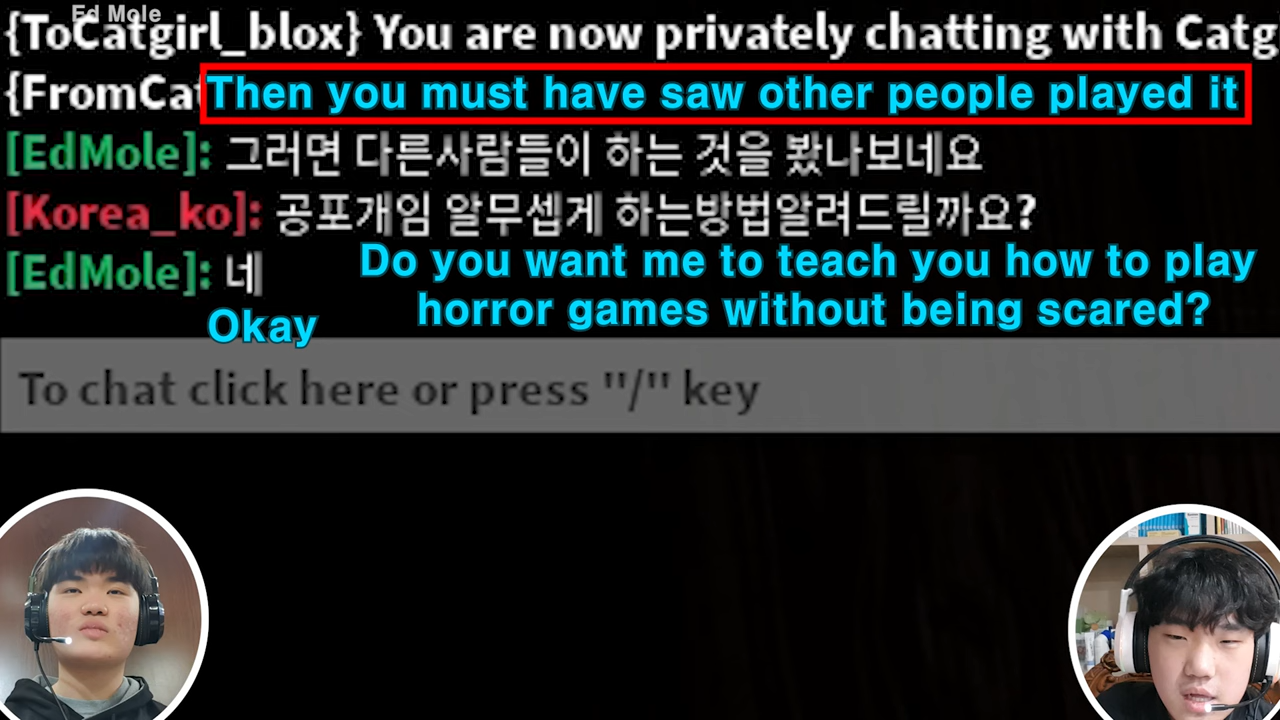 Ed Mole
{ToCatgirl_blox} You are now privately chatting with Catg
{FromCat
Then you must have saw other people played it
[EdMole]: 그러면 다른사람들이 하는 것을 봤나보네요
[Korea_ko]: 공포개임 알무셉게 하는방법알려드릴까요?
[EdMole]: 네
Do you want me to teach you how to play
horror games without being scared?
Okay
To chat click here or press "/" key